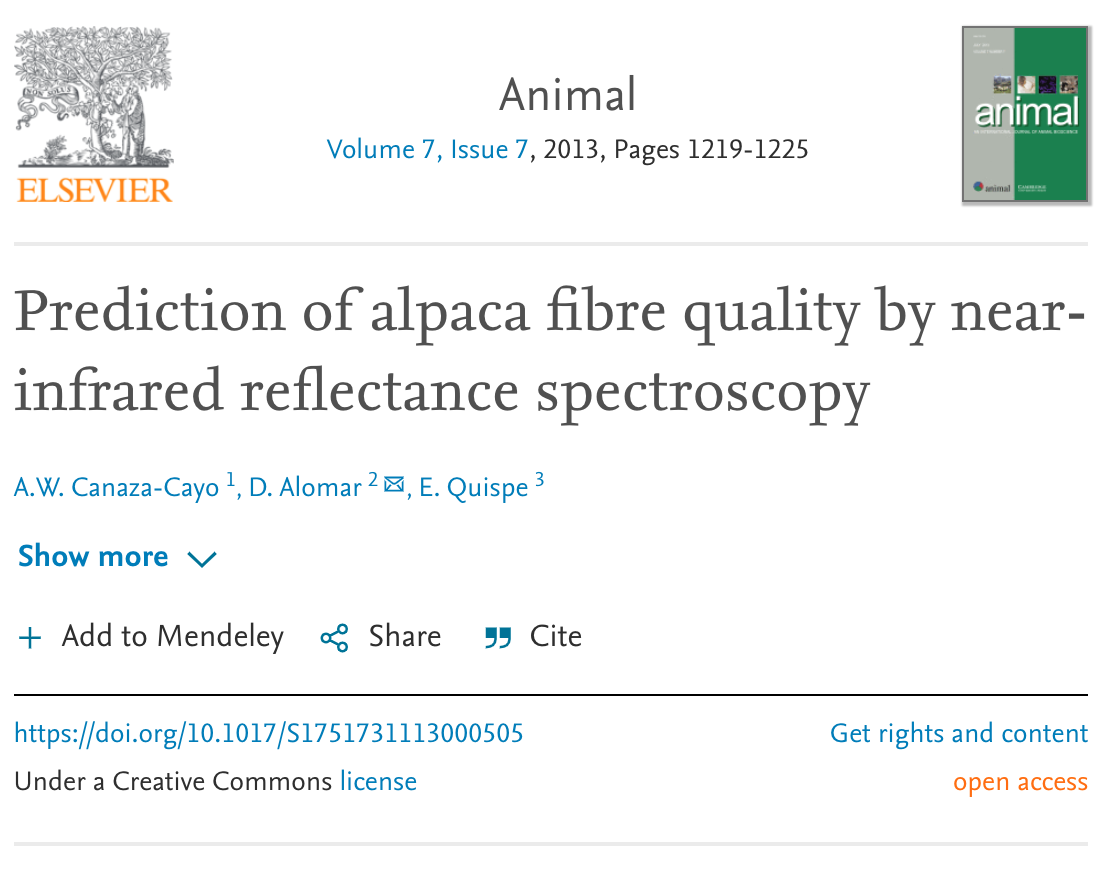 ELSEVIER
Animal
Volume 7, Issue 7, 2013, Pages 1219-1225
animal
animal
Prediction of alpaca fibre quality by near-
infrared reflectance spectroscopy
A.W. Canaza-Cayo 1, D. Alomar 2, E. Quispe 3
Show more
Add to Mendeley Share Cite
https://doi.org/10.1017/S1751731113000505 Get rights and content
Under a Creative Commons license open access